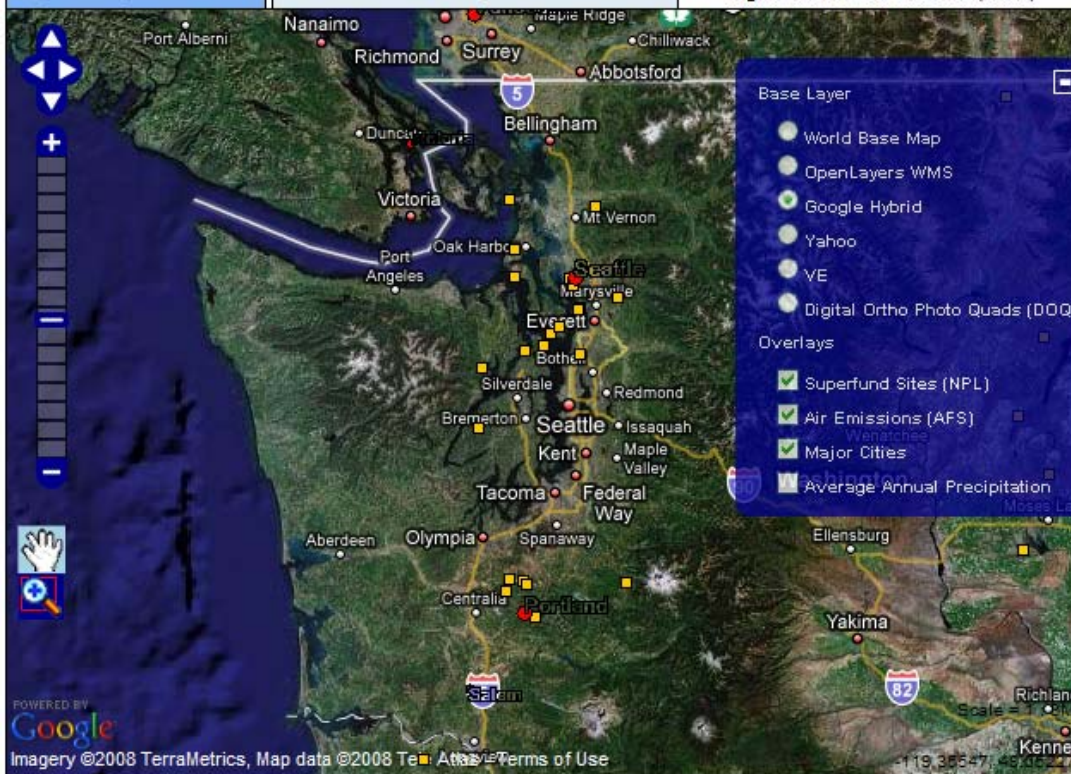 Nanaimo
Port Alberni
Maple Ridge
Richmond
Surrey
Chilliwack
Abbotsford
5
Bellingham
Duncan
Victoria
Mt Vernon
Oak Harbo
Port
Angeles
Seattle
Marysville
Everett
Bothell
Silverdale
Redmond
Bremerton
Seattle
Issaquah
Kent
Maple
Valley
Tacoma
Federal
Way
Aberdeen
Olympia
Spanaway
Ellensburg
Centralia
Portland
Yakima
Salem
82
Richlan
Kenne
Base Layer
World Base Map
OpenLayers WMS
Google Hybrid
Yahoo
VE
Digital Ortho Photo Quads (DOQ
Overlays
Superfund Sites (NPL)
Air Emissions (AFS)
Major Cities
Average Annual Precipitation
Wenatchee
90
Moses La
POWERED BY
Google
Imagery ©2008 TerraMetrics, Map data ©2008 Tele Atlas - Terms of Use